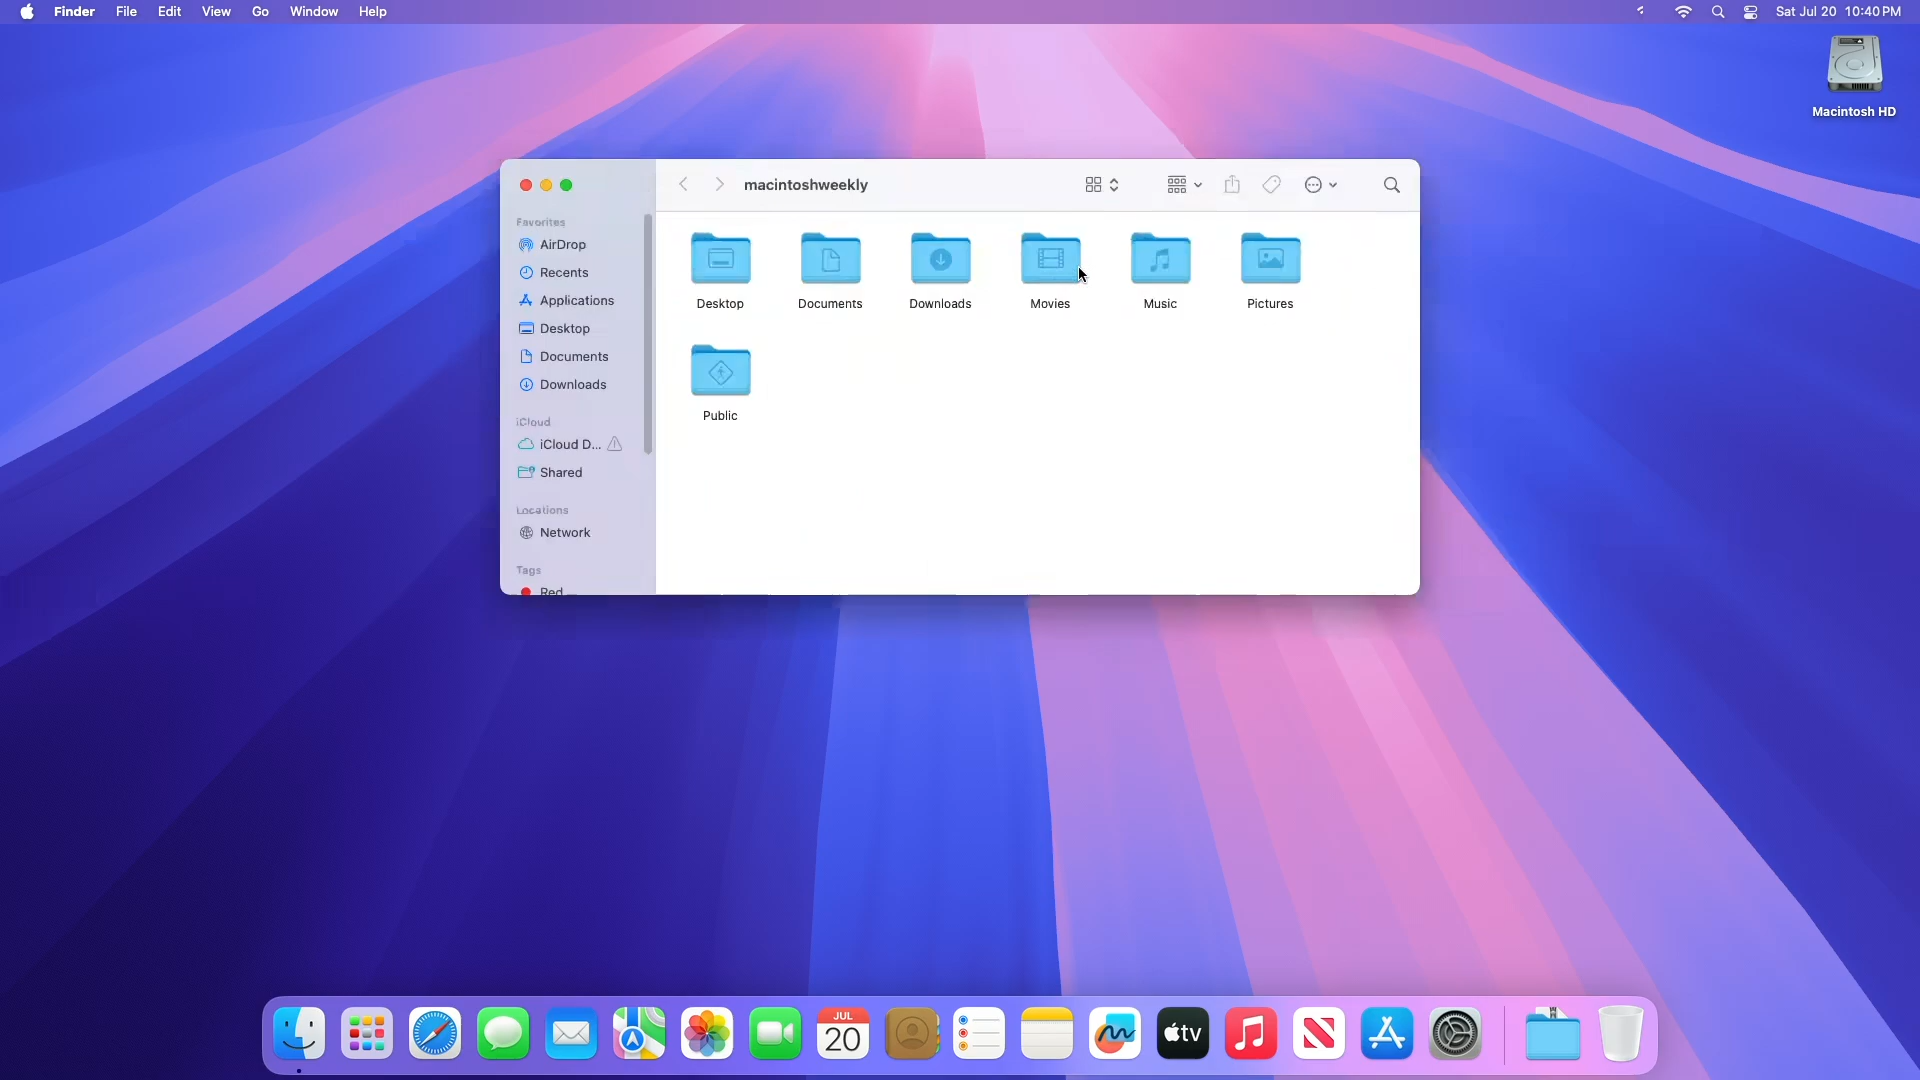 Finder File Edit View Go Window Help Sat Jul 20 10:40 PM
Macintosh HD
macintoshweekly
Favorites
AirDrop
Recents
Applications
Desktop
Documents
Downloads
iCloud
iCloud D...
Shared
Locations
Network
Tags
Red
Desktop Documents Downloads Movies Music Pictures
Public
JUL
20
tv